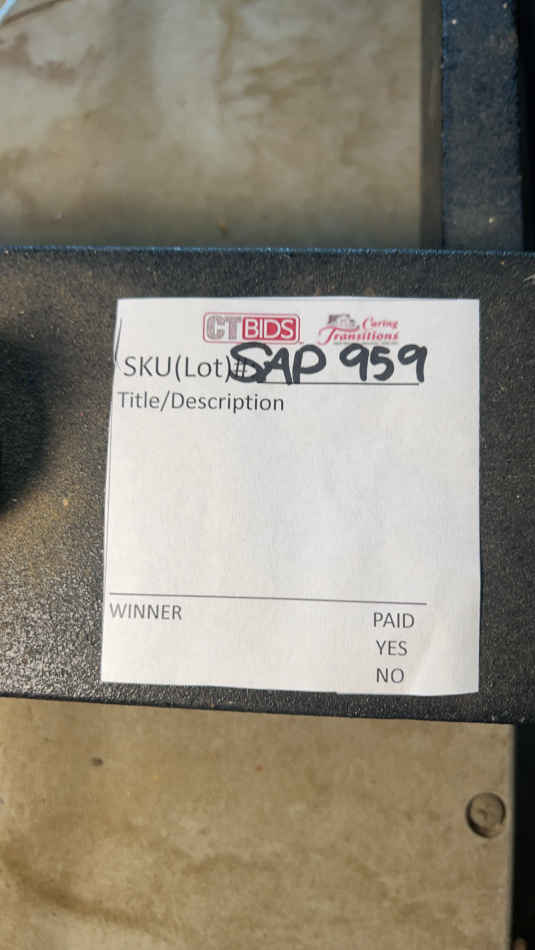 CTBIDS Caring Transitions
SKU(Lot)# SAP 959
Title/Description
WINNER PAID
YES
NO